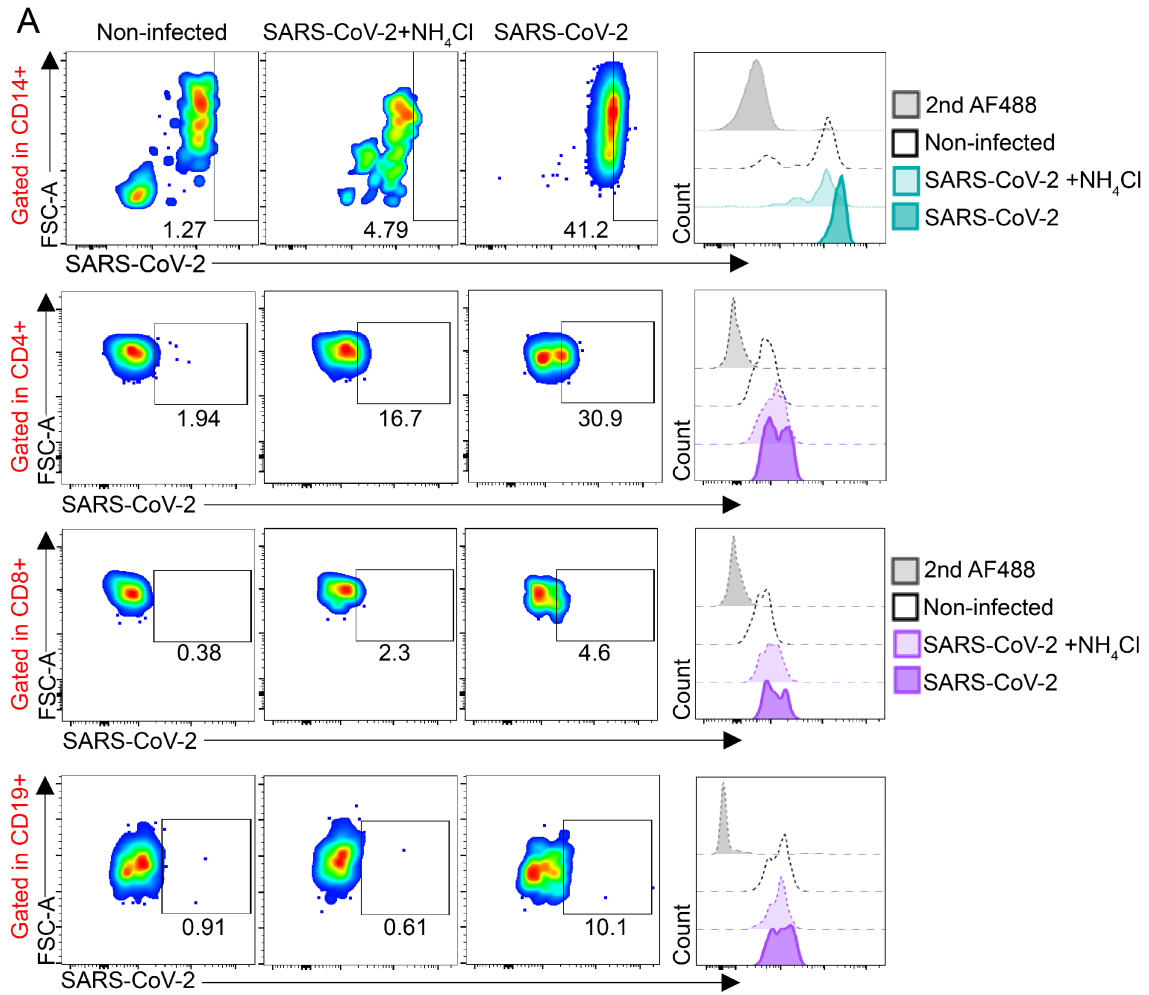 A
Non-infected SARS-CoV-2+NH4Cl SARS-CoV-2
Gated in CD14+
FSC-A
1.27 4.79 41.2
SARS-CoV-2
Count
2nd AF488
Non-infected
SARS-CoV-2 +NH4Cl
SARS-CoV-2
Gated in CD4+
FSC-A
1.94 16.7 30.9
SARS-CoV-2
Count
Gated in CD8+
FSC-A
0.38 2.3 4.6
SARS-CoV-2
Count
2nd AF488
Non-infected
SARS-CoV-2 +NH4Cl
SARS-CoV-2
Gated in CD19+
FSC-A
0.91 0.61 10.1
SARS-CoV-2
Count